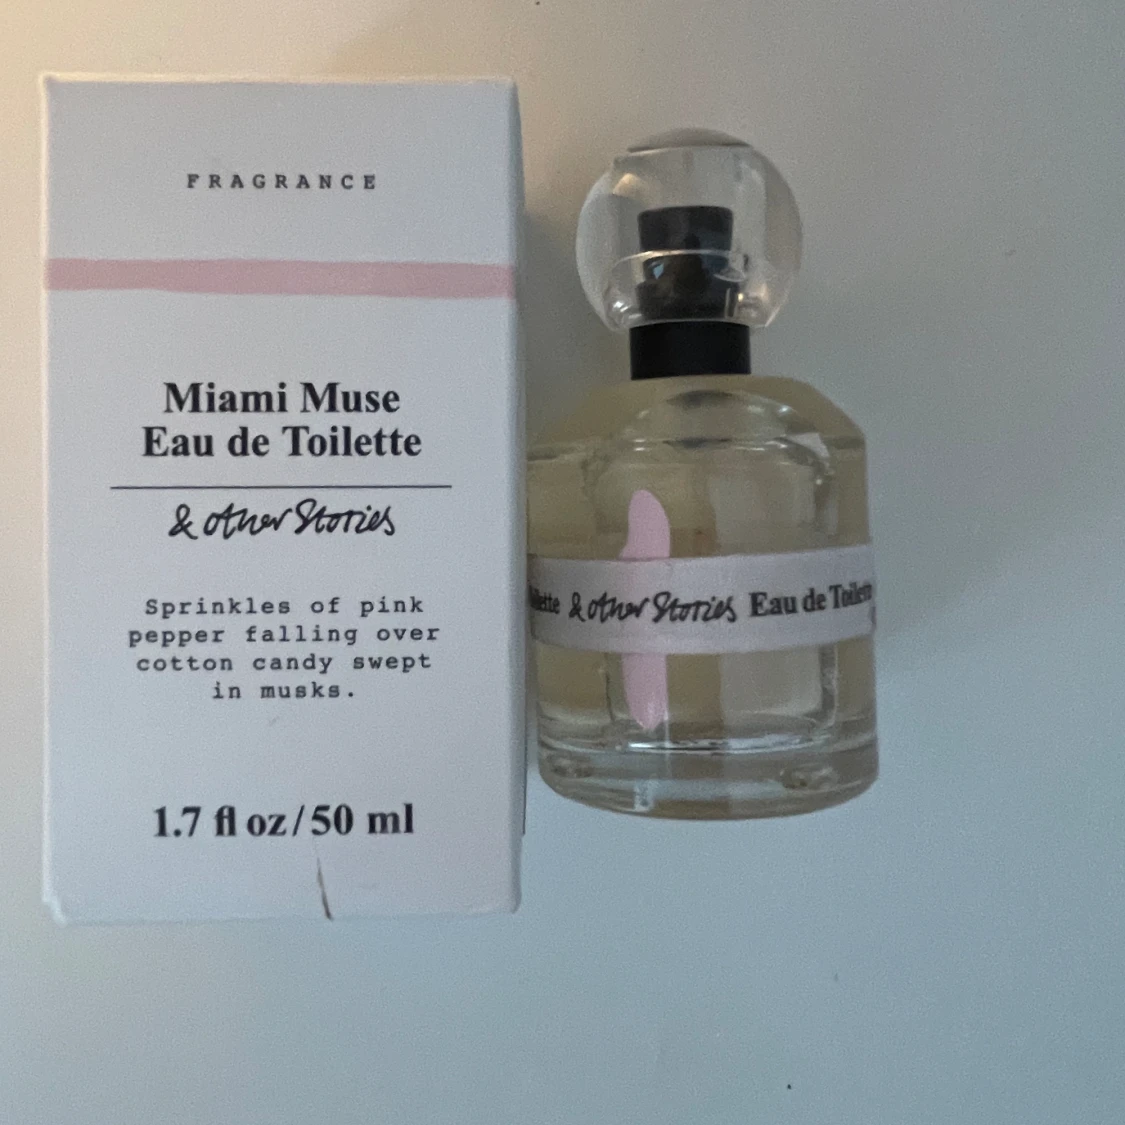 FRAGRANCE
Miami Muse
Eau de Toilette
& other Stories
Sprinkles of pink
pepper falling over
cotton candy swept
in musks.
1.7 fl oz/50 ml
& other Stories Eau de Toilette